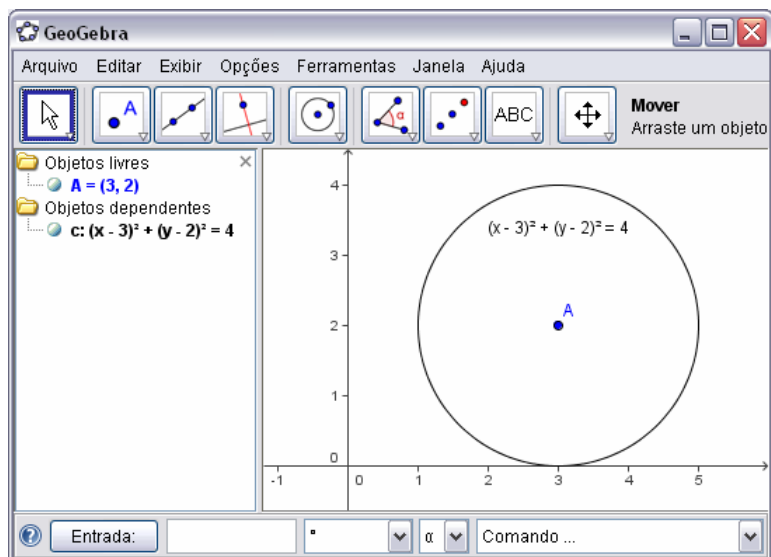 GeoGebra
Arquivo Editar Exibir Opções Ferramentas Janela Ajuda
A α ABC Mover
Arraste um objeto
Objetos livres
A = (3, 2)
Objetos dependentes
c: (x - 3)² + (y - 2)² = 4
4
(x - 3)² + (y - 2)² = 4
3
A
2
1
0
-1 0 1 2 3 4 5
Entrada: ° α Comando ...